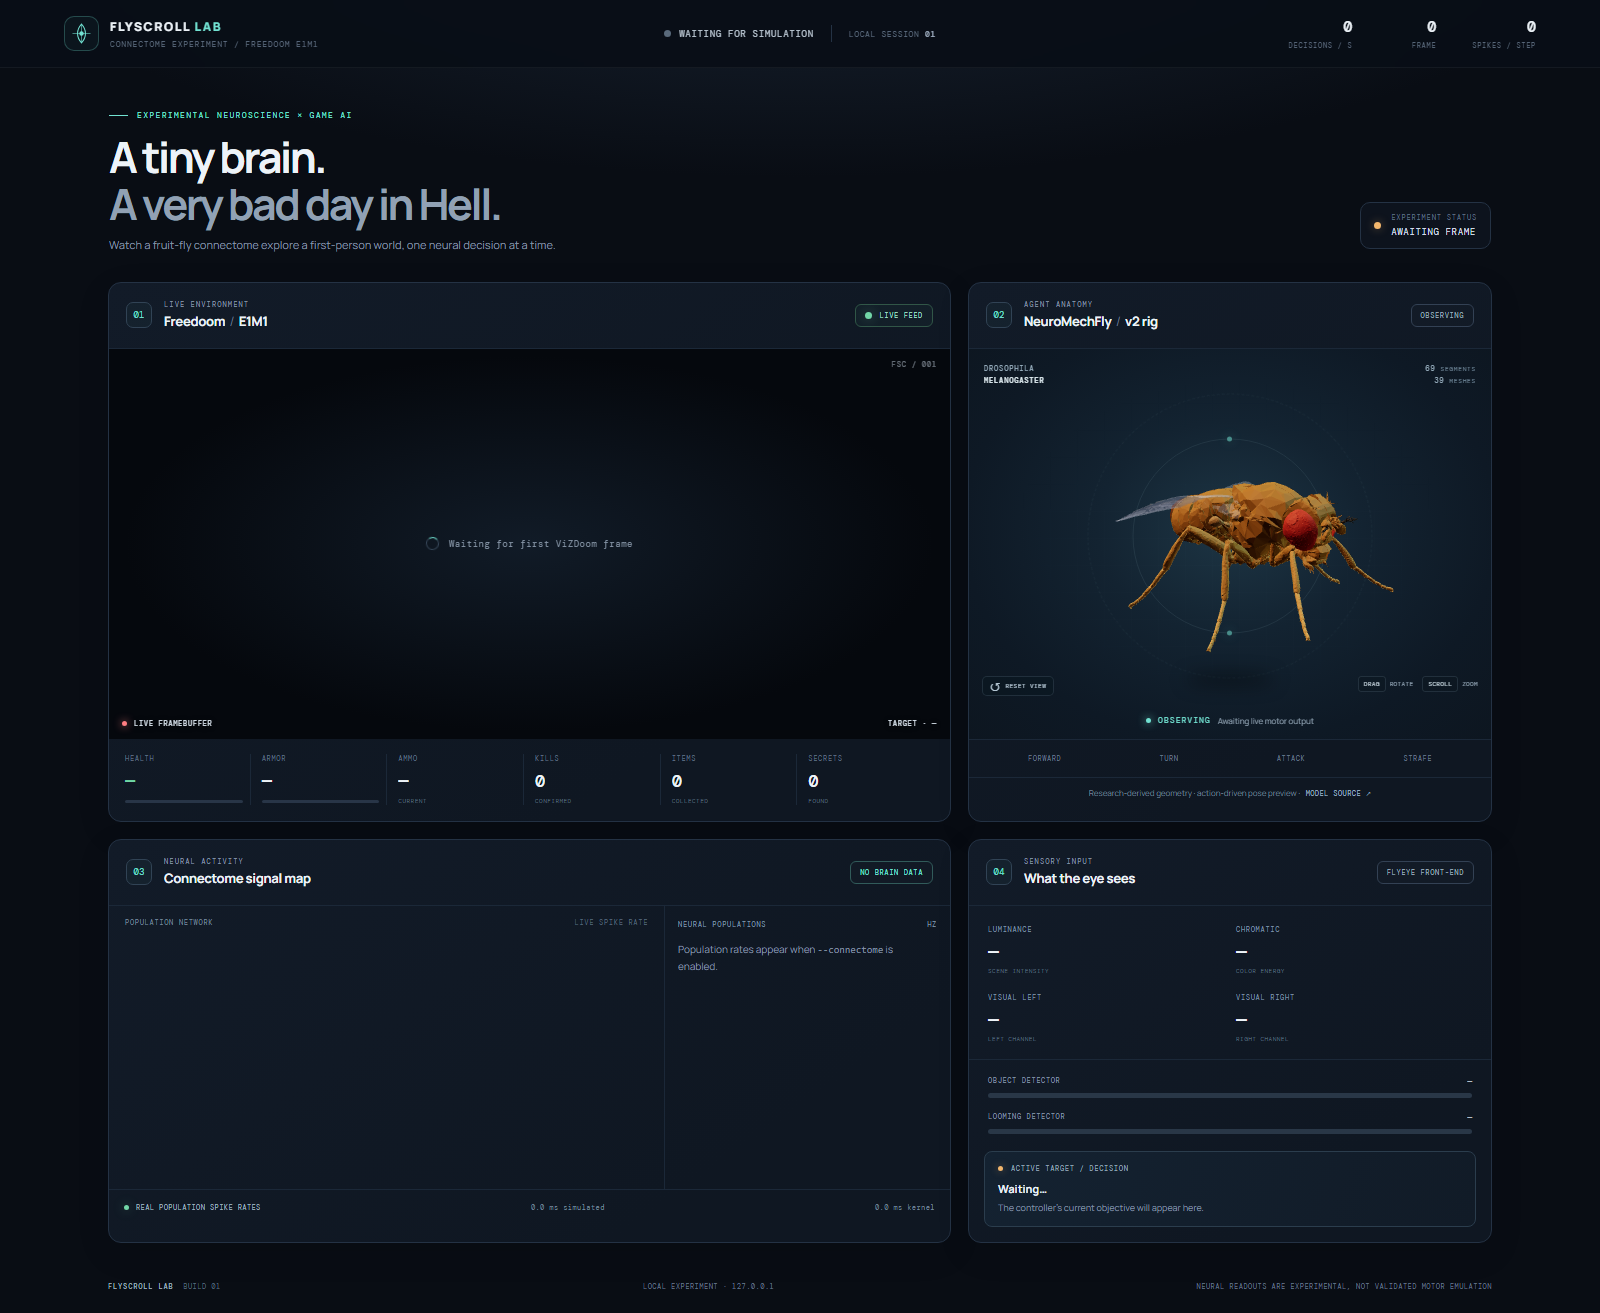 FLYSCROLL LAB
CONNECTOME EXPERIMENT / FREEDOOM E1M1
WAITING FOR SIMULATION
LOCAL SESSION 01
0
DECISIONS / S
0
FRAME
0
SPIKES / STEP
EXPERIMENTAL NEUROSCIENCE × GAME AI
A tiny brain.
A very bad day in Hell.
Watch a fruit-fly connectome explore a first-person world, one neural decision at a time.
EXPERIMENT STATUS
AWAITING FRAME
01
LIVE ENVIRONMENT
Freedoom / E1M1
LIVE FEED
FSC / 001
Waiting for first ViZDoom frame
LIVE FRAMEBUFFER
TARGET · —
HEALTH
—
ARMOR
—
AMMO
—
CURRENT
KILLS
0
CONFIRMED
ITEMS
0
COLLECTED
SECRETS
0
FOUND
02
AGENT ANATOMY
NeuroMechFly / v2 rig
OBSERVING
DROSOPHILA
MELANOGASTER
69 SEGMENTS
39 MESHES
RESET VIEW
DRAG ROTATE SCROLL ZOOM
OBSERVING Awaiting live motor output
FORWARD
TURN
ATTACK
STRAFE
Research-derived geometry · action-driven pose preview · MODEL SOURCE ↗
03
NEURAL ACTIVITY
Connectome signal map
NO BRAIN DATA
POPULATION NETWORK
LIVE SPIKE RATE
NEURAL POPULATIONS
HZ
Population rates appear when --connectome is
enabled.
REAL POPULATION SPIKE RATES
0.0 ms simulated
0.0 ms kernel
04
SENSORY INPUT
What the eye sees
FLYEYE FRONT-END
LUMINANCE
—
SCENE INTENSITY
CHROMATIC
—
COLOR ENERGY
VISUAL LEFT
—
LEFT CHANNEL
VISUAL RIGHT
—
RIGHT CHANNEL
OBJECT DETECTOR
—
LOOMING DETECTOR
—
ACTIVE TARGET / DECISION
Waiting…
The controller's current objective will appear here.
FLYSCROLL LAB BUILD 01
LOCAL EXPERIMENT · 127.0.0.1
NEURAL READOUTS ARE EXPERIMENTAL, NOT VALIDATED MOTOR EMULATION